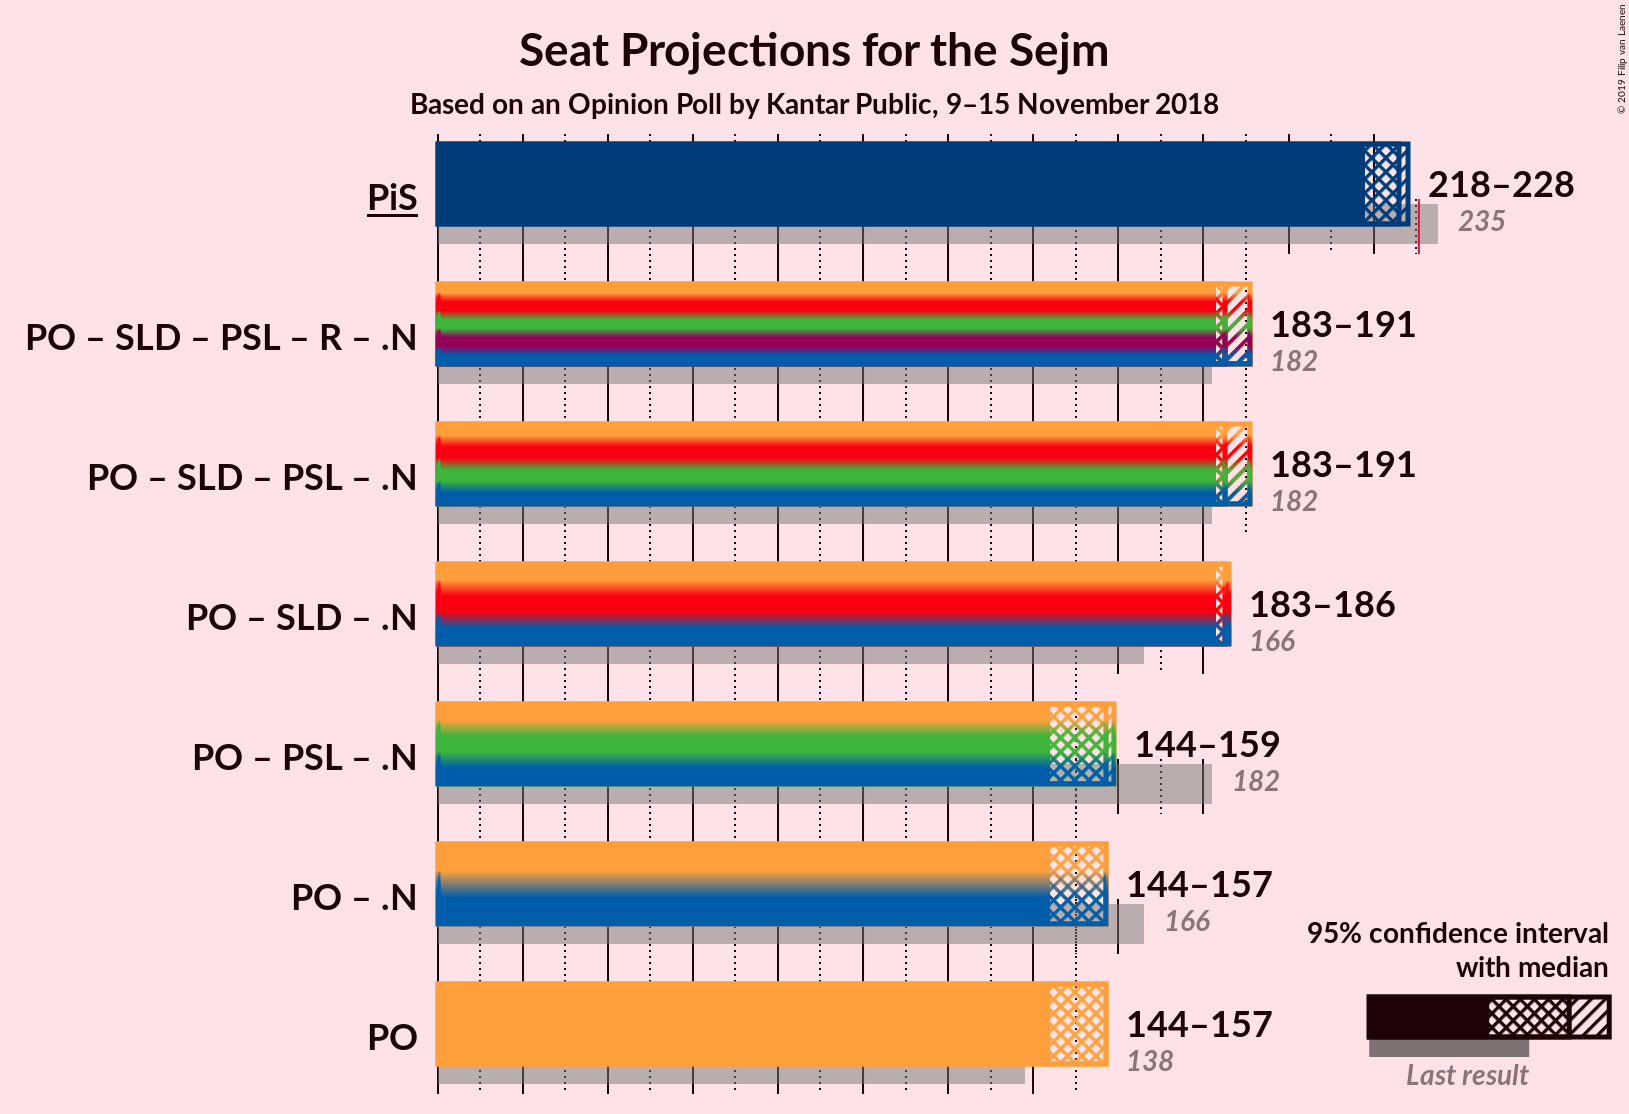 Seat Projections for the Sejm
Based on an Opinion Poll by Kantar Public, 9–15 November 2018
© 2019 Filip van Laenen
PiS
218–228
235
PO – SLD – PSL – R – .N
183–191
182
PO – SLD – PSL – .N
183–191
182
PO – SLD – .N
183–186
166
PO – PSL – .N
144–159
182
PO – .N
144–157
166
PO
144–157
138
95% confidence interval
with median
Last result